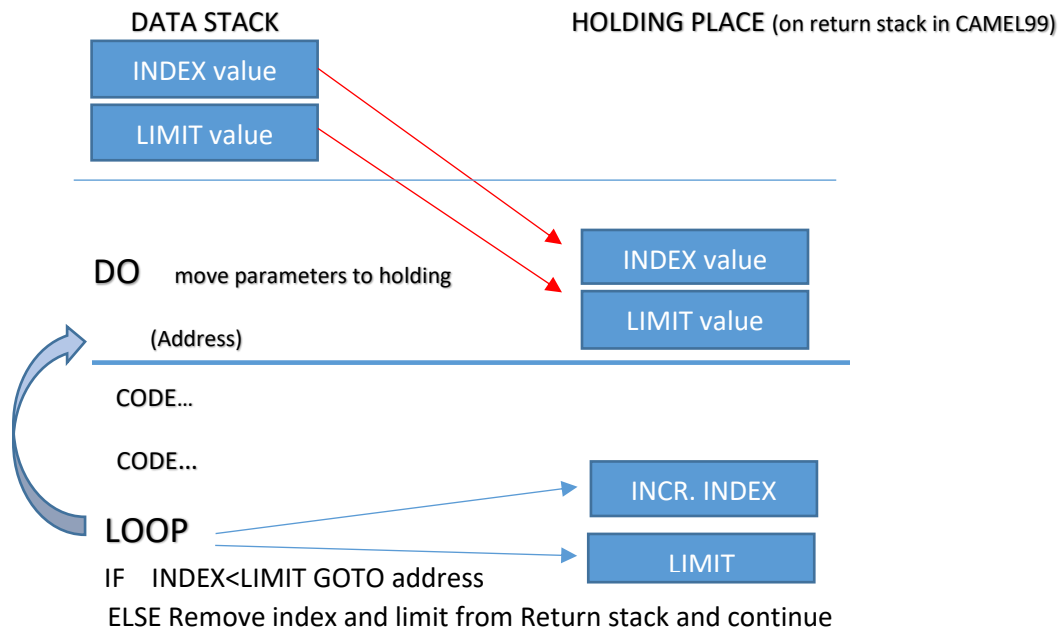 DATA STACK
HOLDING PLACE (on return stack in CAMEL99)
INDEX value
LIMIT value
INDEX value
DO move parameters to holding
LIMIT value
(Address)
CODE...
CODE...
INCR. INDEX
LOOP
LIMIT
IF INDEX<LIMIT GOTO address
ELSE Remove index and limit from Return stack and continue